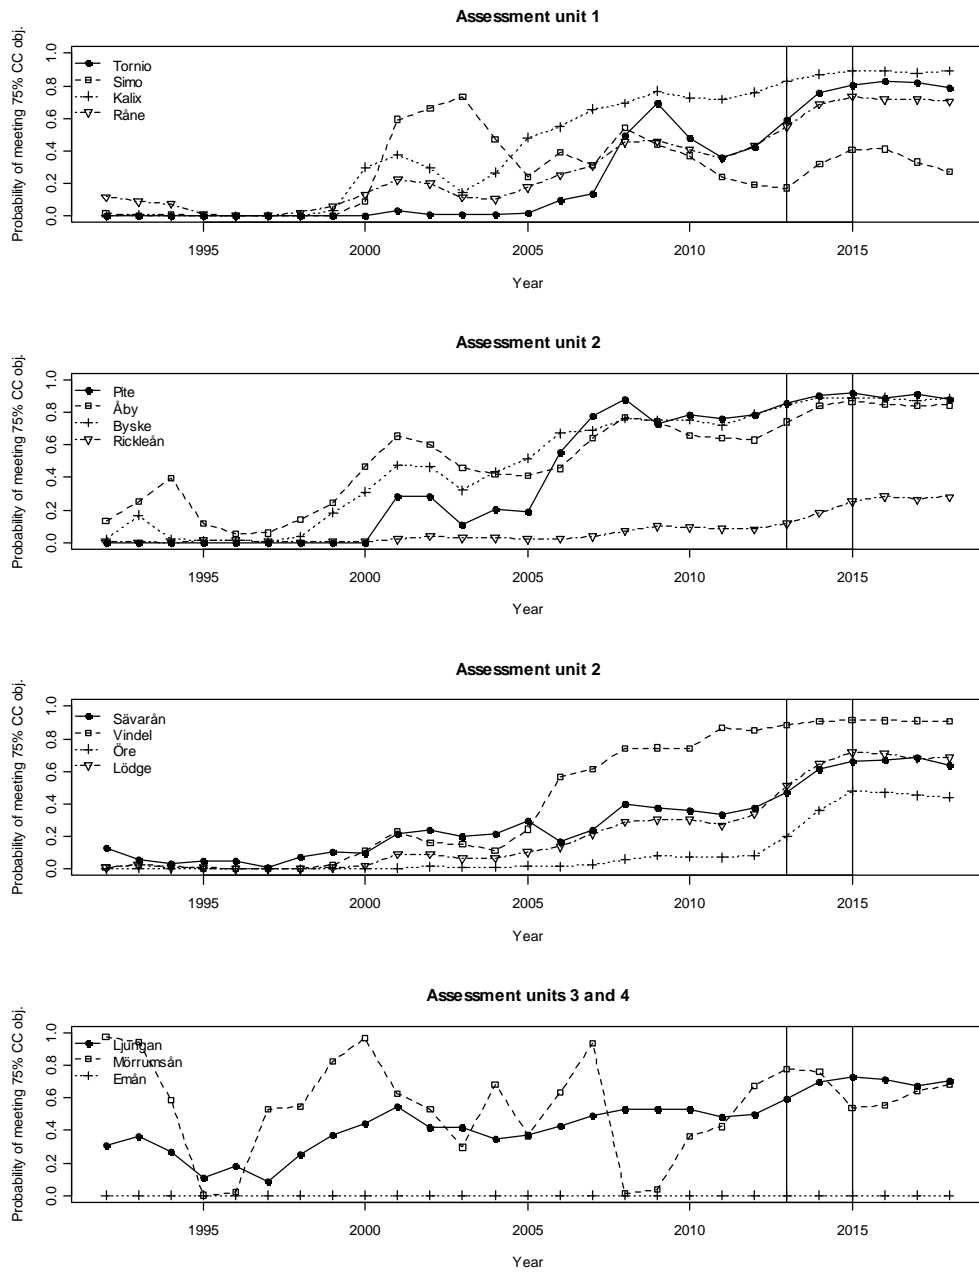 Assessment unit 1
Probability of meeting 75% CC obj.
1.0
0.8
0.6
0.4
0.2
0.0
Tornio
Simo
Kalix
Råne
1995 2000 2005 2010 2015
Year
Assessment unit 2
Probability of meeting 75% CC obj.
1.0
0.8
0.6
0.4
0.2
0.0
Pite
Åby
Byske
Rickleån
1995 2000 2005 2010 2015
Year
Assessment unit 2
Probability of meeting 75% CC obj.
1.0
0.8
0.6
0.4
0.2
0.0
Sävarån
Vindel
Öre
Lödge
1995 2000 2005 2010 2015
Year
Assessment units 3 and 4
Probability of meeting 75% CC obj.
1.0
0.8
0.6
0.4
0.2
0.0
Ljungan
Mörrumsån
Emån
1995 2000 2005 2010 2015
Year